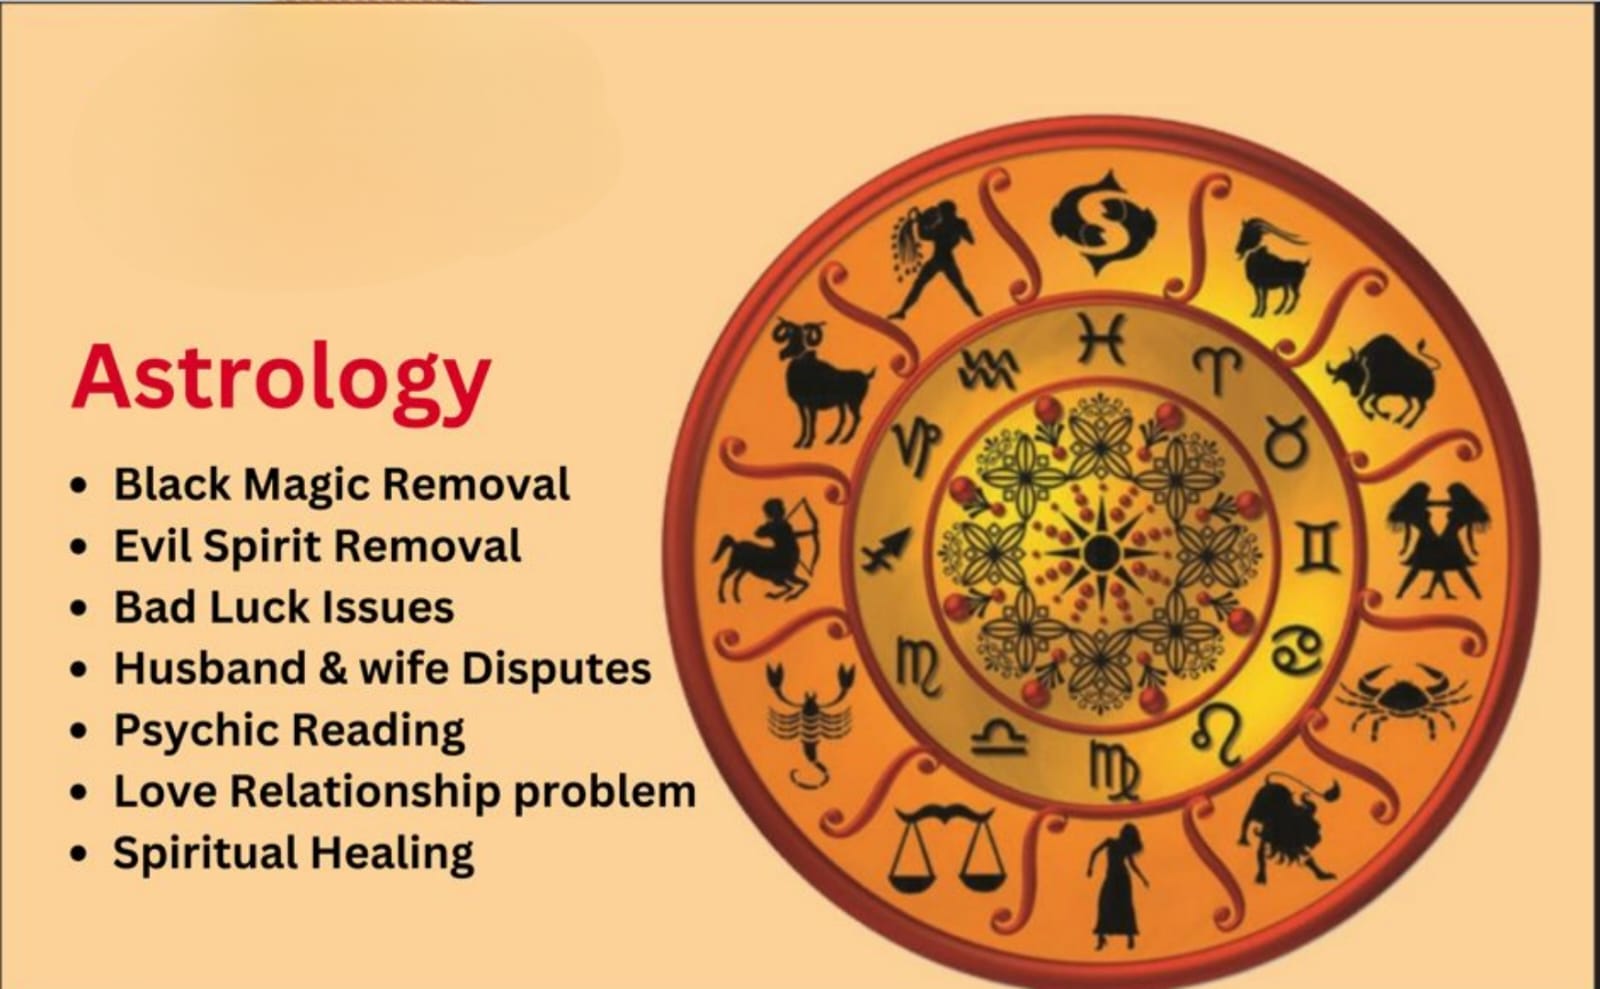 Astrology
• Black Magic Removal
• Evil Spirit Removal
• Bad Luck Issues
• Husband & wife Disputes
• Psychic Reading
• Love Relationship problem
• Spiritual Healing
♓
♈
♉
♊
♋
♌
♍
♎
♏
♐
♑
♒